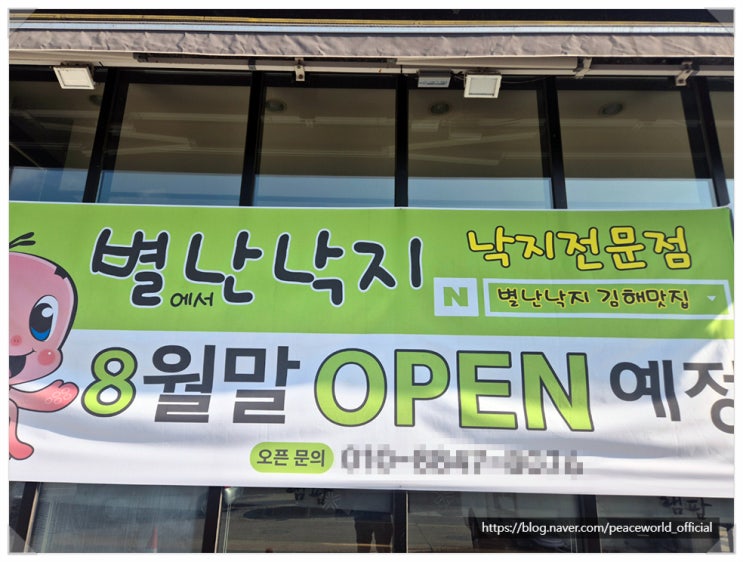 별에서난낙지
낙지전문점
N 별난낙지 김해맛집
8월말 OPEN 예정
오픈 문의
https://blog.naver.com/peaceworld_official